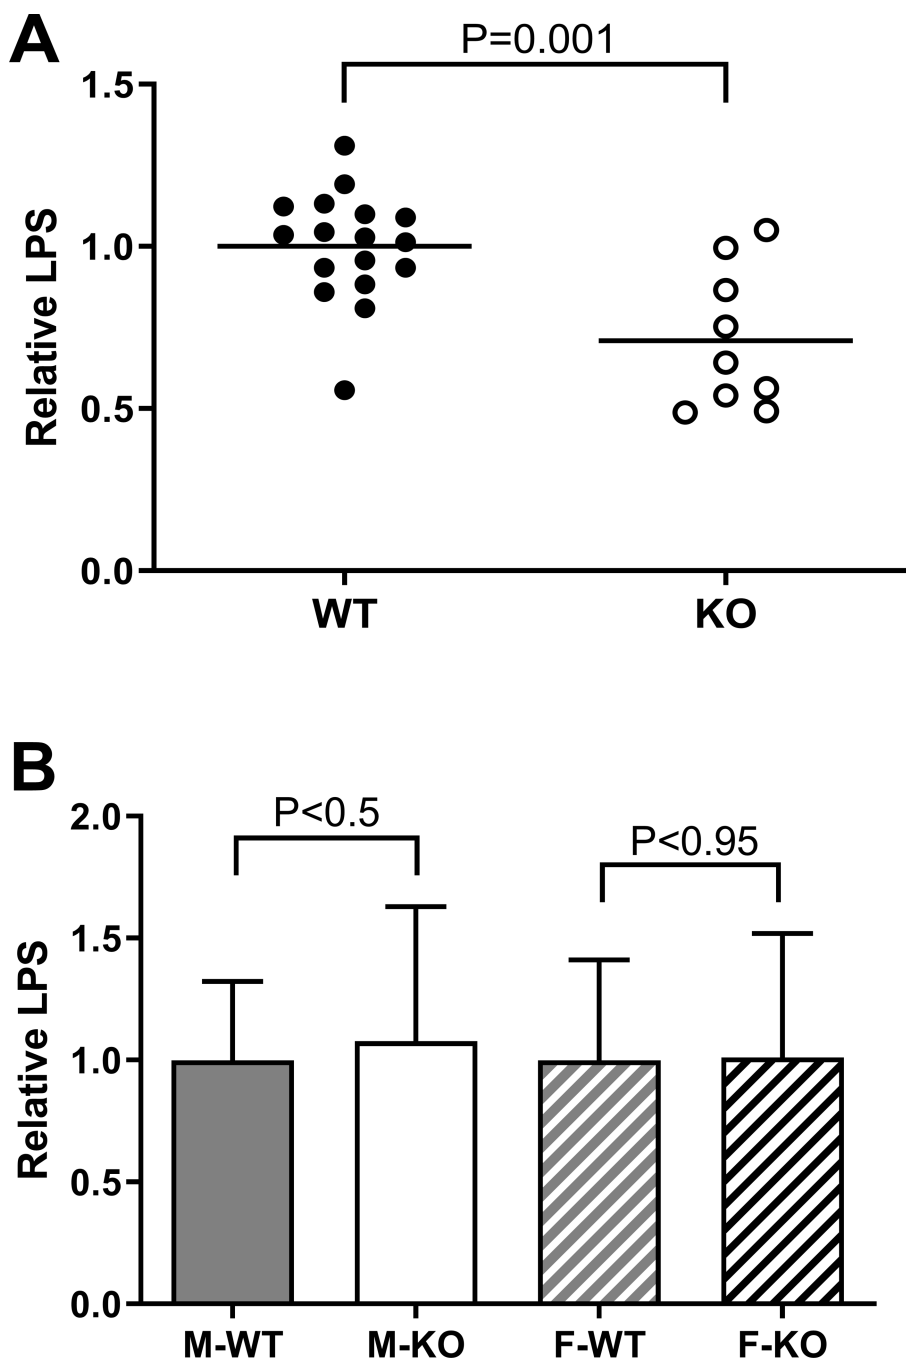 A
P=0.001
1.5
1.0
0.5
0.0
Relative LPS
WT KO
B
P<0.5
P<0.95
2.0
1.5
1.0
0.5
0.0
Relative LPS
M-WT M-KO F-WT F-KO